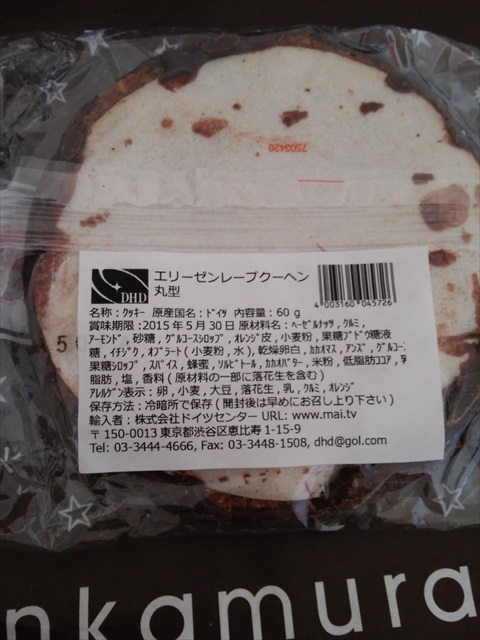 7503420
DHD
エリーゼンレープクーヘン
丸型
4 003160 045726
名称:ｸｯｷｰ 原産国名:ﾄﾞｲﾂ 内容量:60ｇ
賞味期限:2015年5月30日 原材料名:ﾍｰｾﾞﾙﾅｯﾂ,ｸﾙﾐ,
ｱｰﾓﾝﾄﾞ,砂糖,ｸﾞﾙｺｰｽｼﾛｯﾌﾟ,ｵﾚﾝｼﾞ皮,小麦粉,果糖ﾌﾞﾄﾞｳ糖液
糖,ｲﾁｼﾞｸ,ｵﾌﾞﾗｰﾄ(小麦粉,水),乾燥卵白,ｶｶｵﾏｽ,ｱﾝｽﾞ,ｸﾞﾙｺｰｽ
果糖ｼﾛｯﾌﾟ,ｽﾊﾟｲｽ,蜂蜜,ｿﾙﾋﾞﾄｰﾙ,ｶｶｵﾊﾞﾀｰ,米粉,低脂肪ｺｺｱ,乳
脂肪,塩,香料(原材料の一部に落花生を含む)
ｱﾚﾙｹﾞﾝ表示:卵,小麦,大豆,落花生,乳,ｸﾙﾐ,ｵﾚﾝｼﾞ
保存方法:冷暗所で保存(開封後は早めにお召し上り下さい)
輸入者:株式会社ドイツセンター URL: www.mai.tv
〒150-0013 東京都渋谷区恵比寿1-15-9
Tel: 03-3444-4666, Fax: 03-3448-1508, dhd@gol.com
nkamura